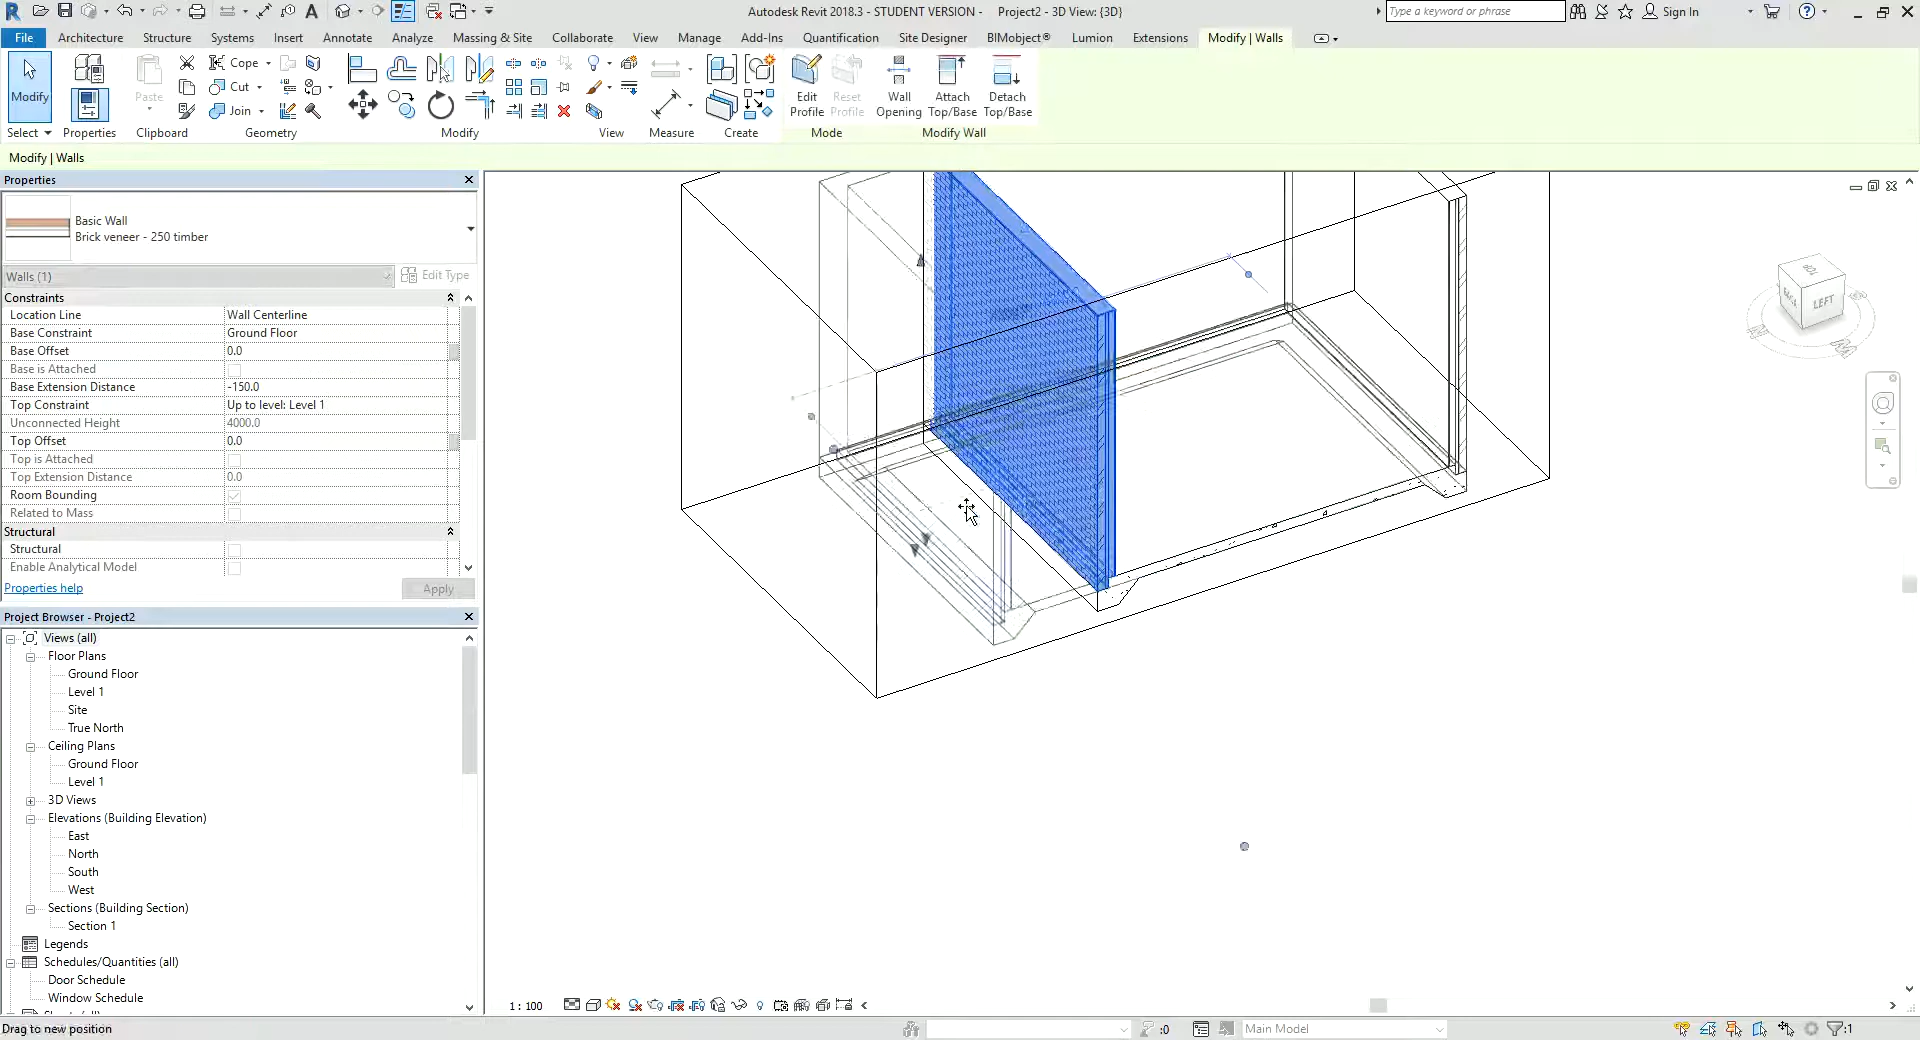 Autodesk Revit 2018.3 - STUDENT VERSION - Project2 - 3D View: {3D}
Type a keyword or phrase
Sign In
File Architecture Structure Systems Insert Annotate Analyze Massing & Site Collaborate View Manage Add-Ins Quantification Site Designer BIMobject® Lumion Extensions Modify | Walls
Modify
Paste
Cope
Cut
Join
Edit Profile
Reset Profile
Wall Opening
Attach Top/Base
Detach Top/Base
Select Properties Clipboard Geometry Modify View Measure Create Mode Modify Wall
Modify | Walls
Properties
Basic Wall
Brick veneer - 250 timber
Walls (1) Edit Type
Constraints
Location Line Wall Centerline
Base Constraint Ground Floor
Base Offset 0.0
Base is Attached
Base Extension Distance -150.0
Top Constraint Up to level: Level 1
Unconnected Height 4000.0
Top Offset 0.0
Top is Attached
Top Extension Distance 0.0
Room Bounding
Related to Mass
Structural
Structural
Enable Analytical Model
Properties help Apply
Project Browser - Project2
Views (all)
Floor Plans
Ground Floor
Level 1
Site
True North
Ceiling Plans
Ground Floor
Level 1
3D Views
Elevations (Building Elevation)
East
North
South
West
Sections (Building Section)
Section 1
Legends
Schedules/Quantities (all)
Door Schedule
Window Schedule
TOP
BACK
LEFT
1 : 100
Drag to new position
:0
Main Model
:1